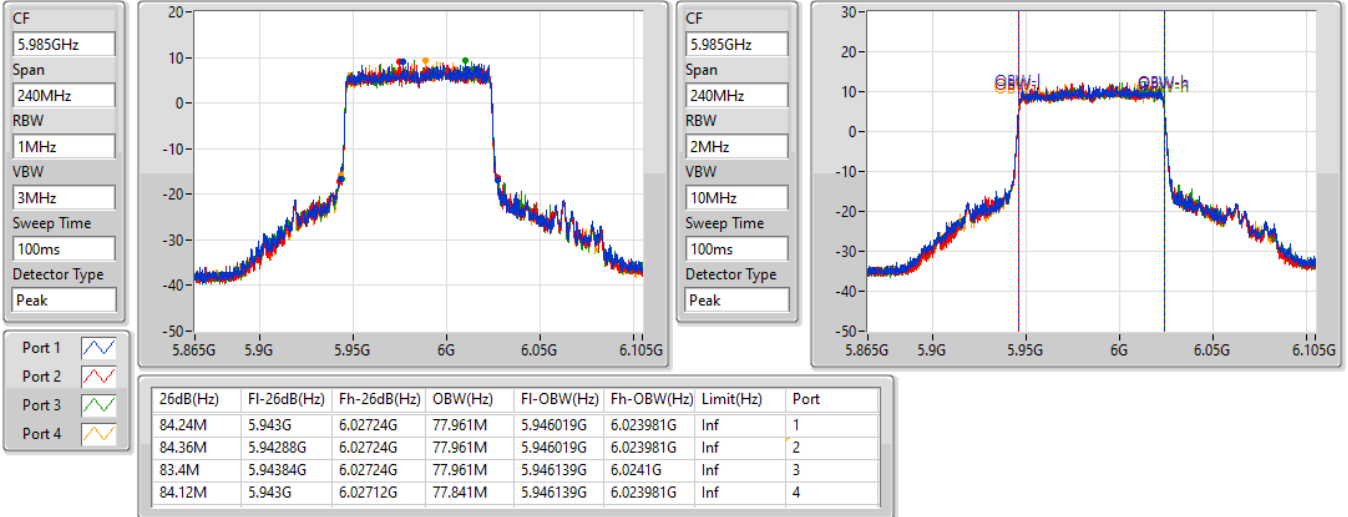 CF
5.985GHz
Span
240MHz
RBW
1MHz
VBW
3MHz
Sweep Time
100ms
Detector Type
Peak
20
10
0
-10
-20
-30
-40
-50
5.865G 5.9G 5.95G 6G 6.05G 6.105G
CF
5.985GHz
Span
240MHz
RBW
2MHz
VBW
10MHz
Sweep Time
100ms
Detector Type
Peak
30
20
10
0
-10
-20
-30
-40
-50
OBW-l OBW-h
5.865G 5.9G 5.95G 6G 6.05G 6.105G
Port 1
Port 2
Port 3
Port 4
26dB(Hz) Fl-26dB(Hz) Fh-26dB(Hz) OBW(Hz) Fl-OBW(Hz) Fh-OBW(Hz) Limit(Hz) Port
84.24M 5.943G 6.02724G 77.961M 5.946019G 6.023981G Inf 1
84.36M 5.94288G 6.02724G 77.961M 5.946019G 6.023981G Inf 2
83.4M 5.94384G 6.02724G 77.961M 5.946139G 6.0241G Inf 3
84.12M 5.943G 6.02712G 77.841M 5.946139G 6.023981G Inf 4